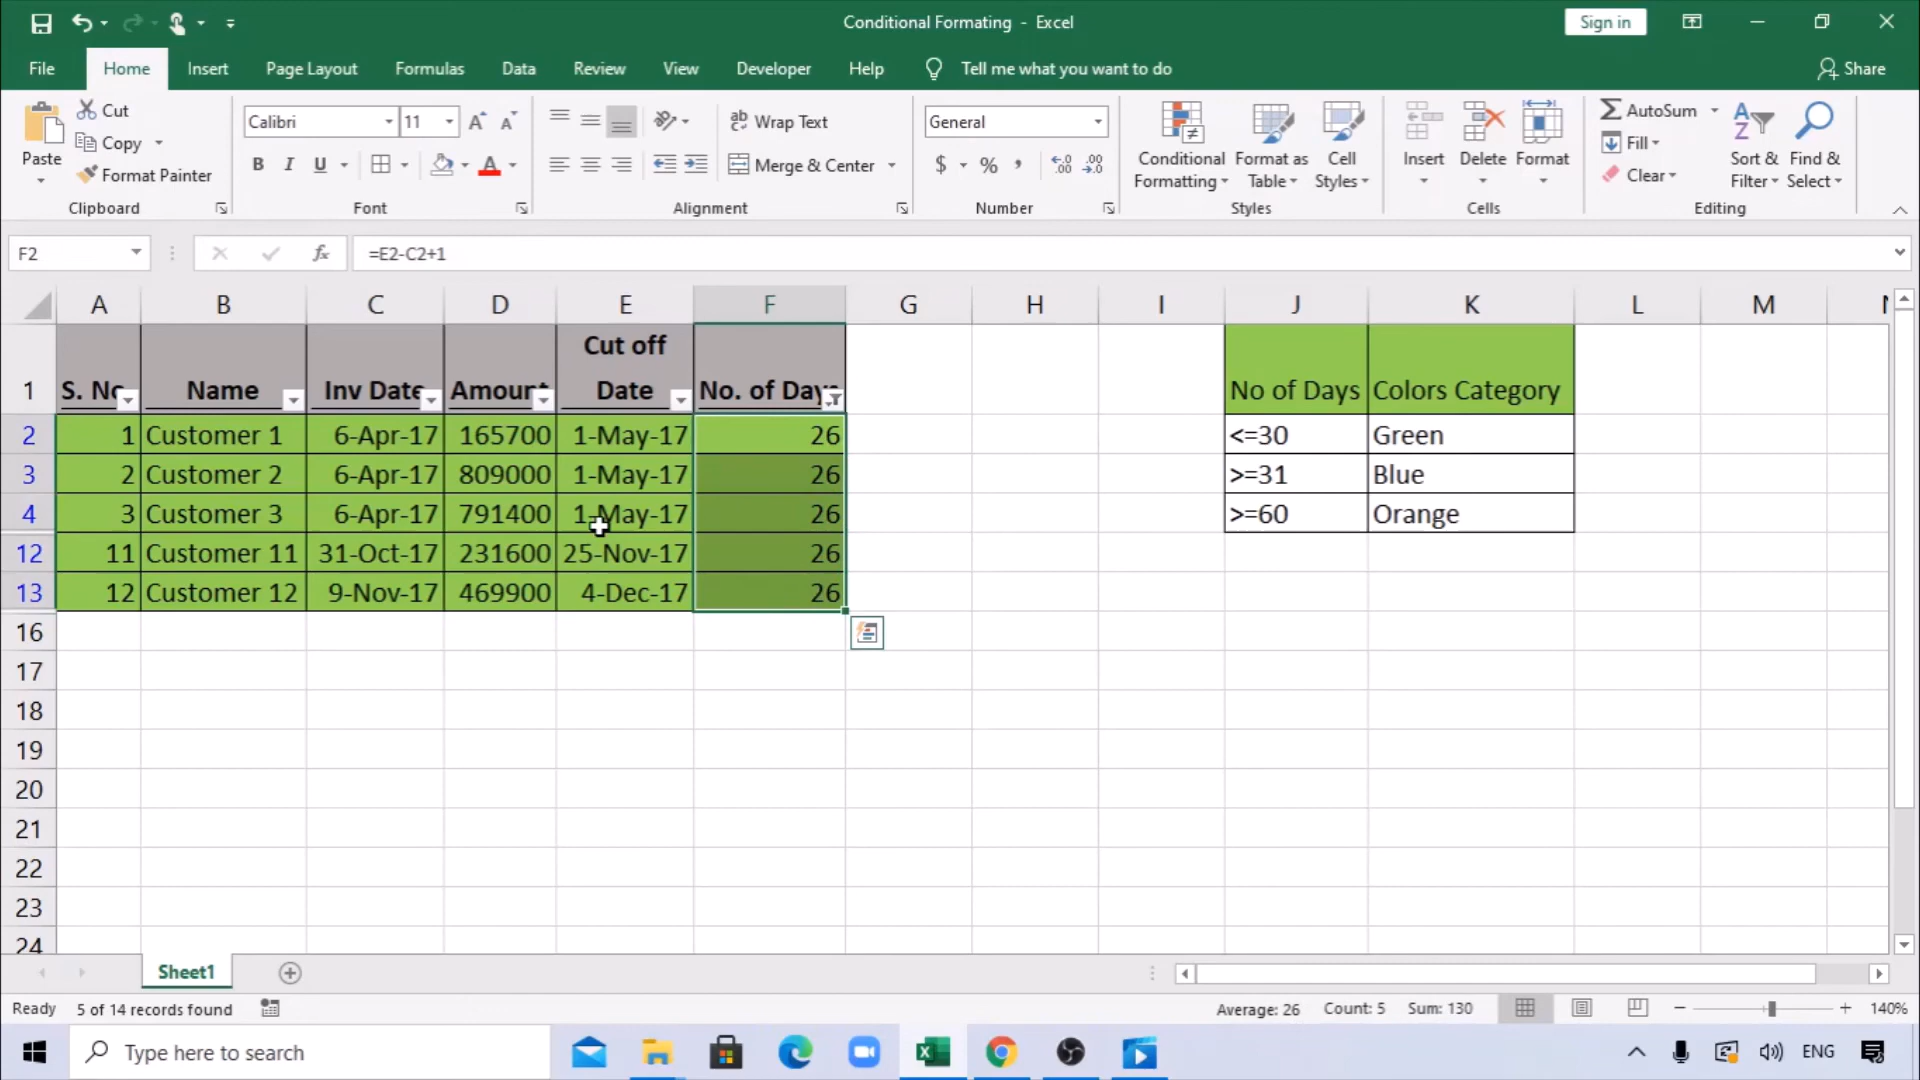 Conditional Formating - Excel
Sign in
File Home Insert Page Layout Formulas Data Review View Developer Help Tell me what you want to do Share
Paste
Cut
Copy
Format Painter
Clipboard
Calibri 11
B I U
Font
Wrap Text
Merge & Center
Alignment
General
$ % ,
Number
Conditional Formatting
Format as Table
Cell Styles
Styles
Insert Delete Format
Cells
AutoSum
Fill
Clear
Sort & Filter
Find & Select
Editing
F2 fx =E2-C2+1
A B C D E F G H I J K L M
1 S. No Name Inv Date Amount Cut off Date No. of Days No of Days Colors Category
2 1 Customer 1 6-Apr-17 165700 1-May-17 26 <=30 Green
3 2 Customer 2 6-Apr-17 809000 1-May-17 26 >=31 Blue
4 3 Customer 3 6-Apr-17 791400 1-May-17 26 >=60 Orange
12 11 Customer 11 31-Oct-17 231600 25-Nov-17 26
13 12 Customer 12 9-Nov-17 469900 4-Dec-17 26
16
17
18
19
20
21
22
23
24
Sheet1
Ready 5 of 14 records found Average: 26 Count: 5 Sum: 130 140%
Type here to search ENG